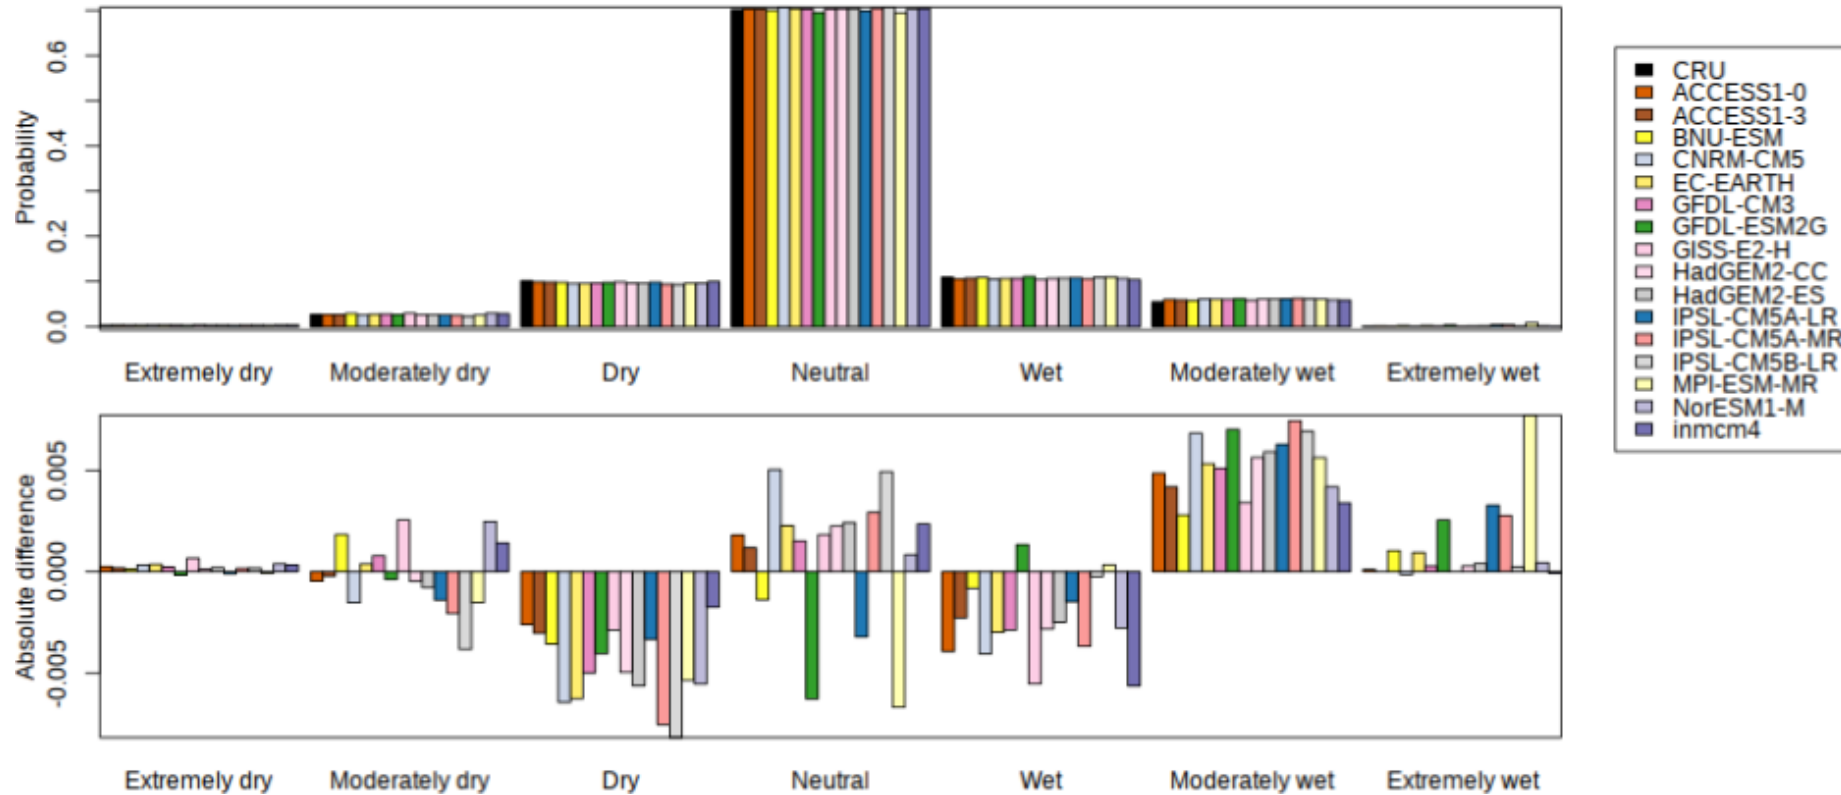 Probability
0.6
0.4
0.2
0.0
Extremely dry Moderately dry Dry Neutral Wet Moderately wet Extremely wet
CRU
ACCESS1-0
ACCESS1-3
BNU-ESM
CNRM-CM5
EC-EARTH
GFDL-CM3
GFDL-ESM2G
GISS-E2-H
HadGEM2-CC
HadGEM2-ES
IPSL-CM5A-LR
IPSL-CM5A-MR
IPSL-CM5B-LR
MPI-ESM-MR
NorESM1-M
inmcm4
Absolute difference
0.005
0.000
-0.005
Extremely dry Moderately dry Dry Neutral Wet Moderately wet Extremely wet